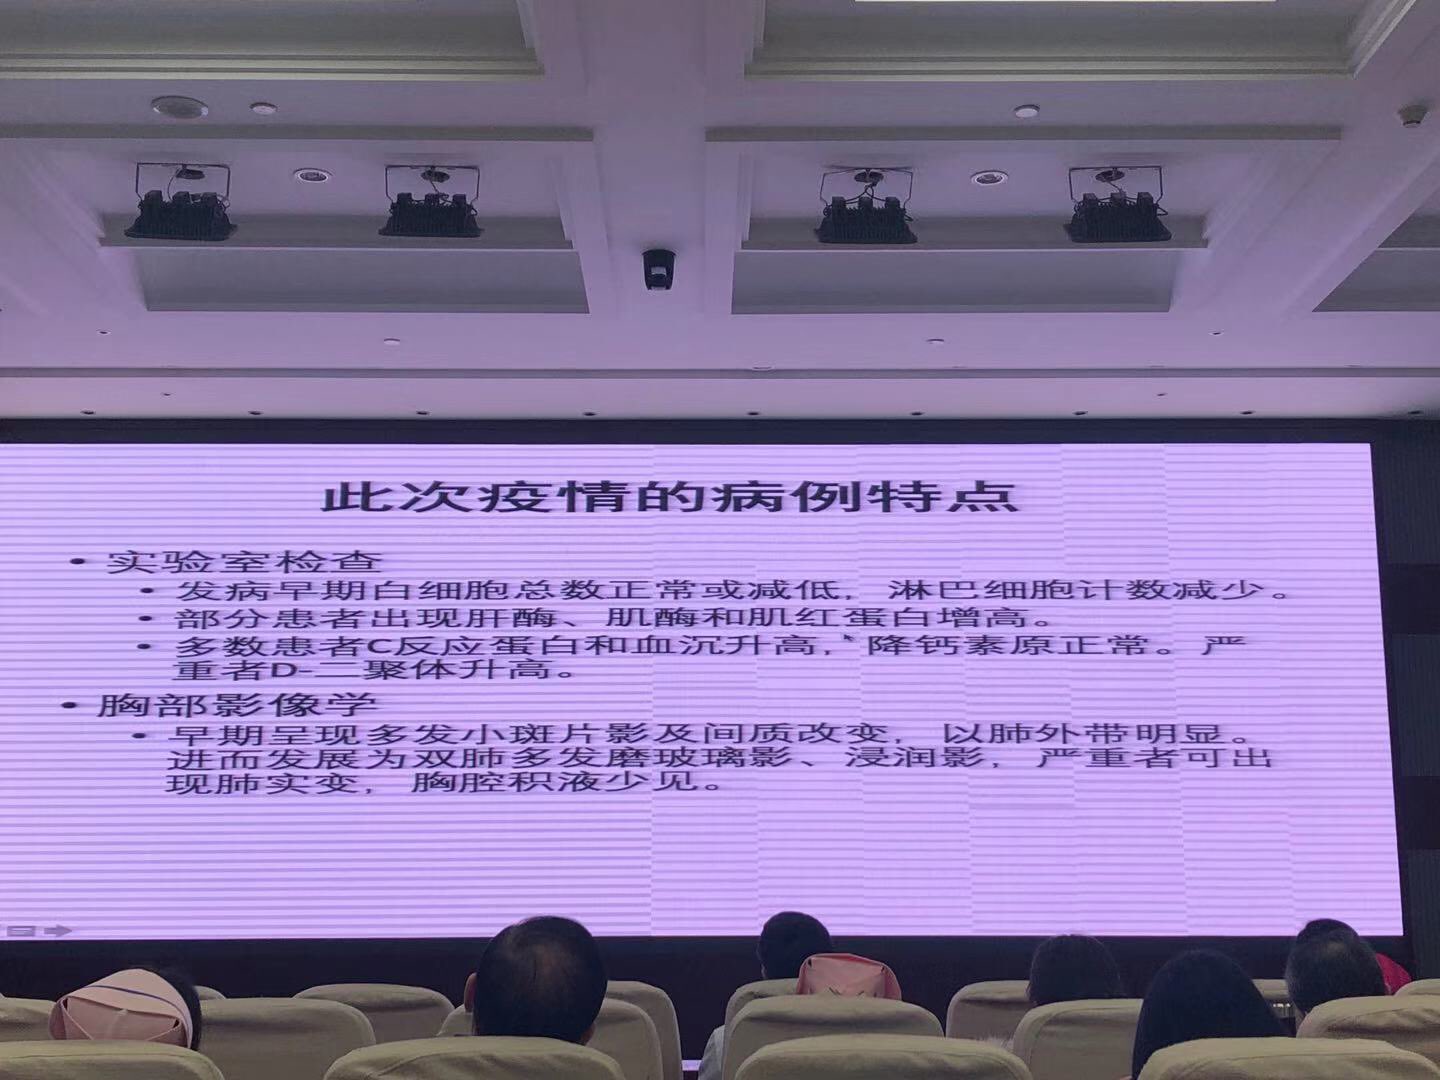 此次疫情的病例特点
• 实验室检查
• 发病早期白细胞总数正常或减低，淋巴细胞计数减少。
• 部分患者出现肝酶、肌酶和肌红蛋白增高。
• 多数患者C反应蛋白和血沉升高，降钙素原正常。严
重者D-二聚体升高。
• 胸部影像学
• 早期呈现多发小斑片影及间质改变，以肺外带明显。
进而发展为双肺多发磨玻璃影、浸润影，严重者可出
现肺实变，胸腔积液少见。